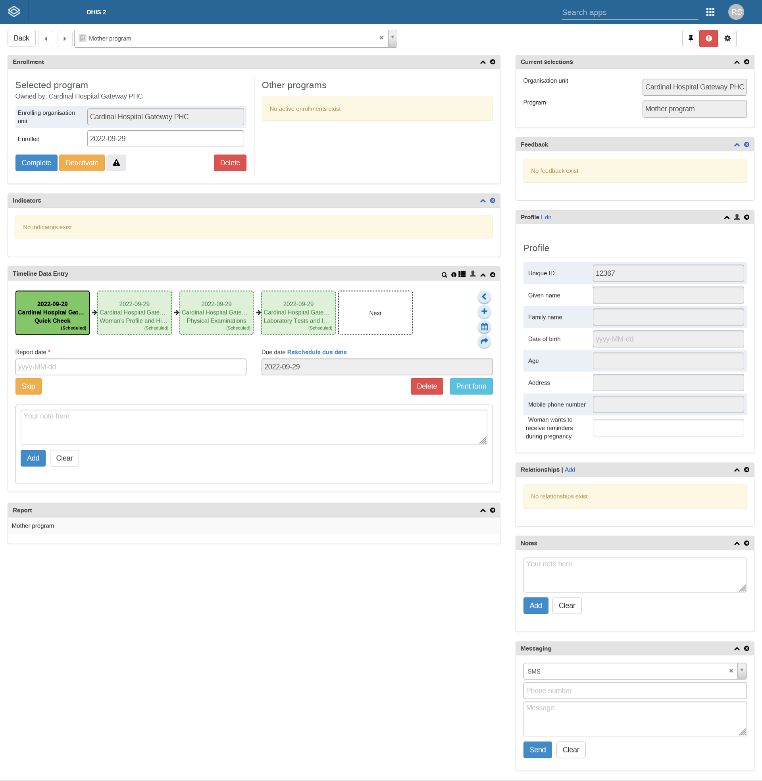 DHIS 2
Search apps
RS
Back
Mother program
Enrollment
Selected program
Owned by: Cardinal Hospital Gateway PHC
Enrolling organisation unit
Cardinal Hospital Gateway PHC
Enrolled
2022-09-29
Complete
Deactivate
Delete
Other programs
No active enrollments exist
Indicators
No indicators exist
Timeline Data Entry
2022-09-29
Cardinal Hospital Gat...
Quick Check
(Scheduled)
2022-09-29
Cardinal Hospital Gate...
Woman's Profile and Hi...
(Scheduled)
2022-09-29
Cardinal Hospital Gate...
Physical Examinations
(Scheduled)
2022-09-29
Cardinal Hospital Gate...
Laboratory Tests and I...
(Scheduled)
Next
Report date *
yyyy-MM-dd
Due date Reschedule due date
2022-09-29
Skip
Delete
Print form
Your note here
Add
Clear
Report
Mother program
Current selections
Organisation unit
Cardinal Hospital Gateway PHC
Program
Mother program
Feedback
No feedback exist
Profile |
Profile
Unique ID
12367
Given name
Family name
Date of birth
yyyy-MM-dd
Age
Address
Mobile phone number
Woman wants to
receive reminders
during pregnancy
Relationships | Add
No relationships exist
Notes
Your note here
Add
Clear
Messaging
SMS
Phone number
Message
Send
Clear